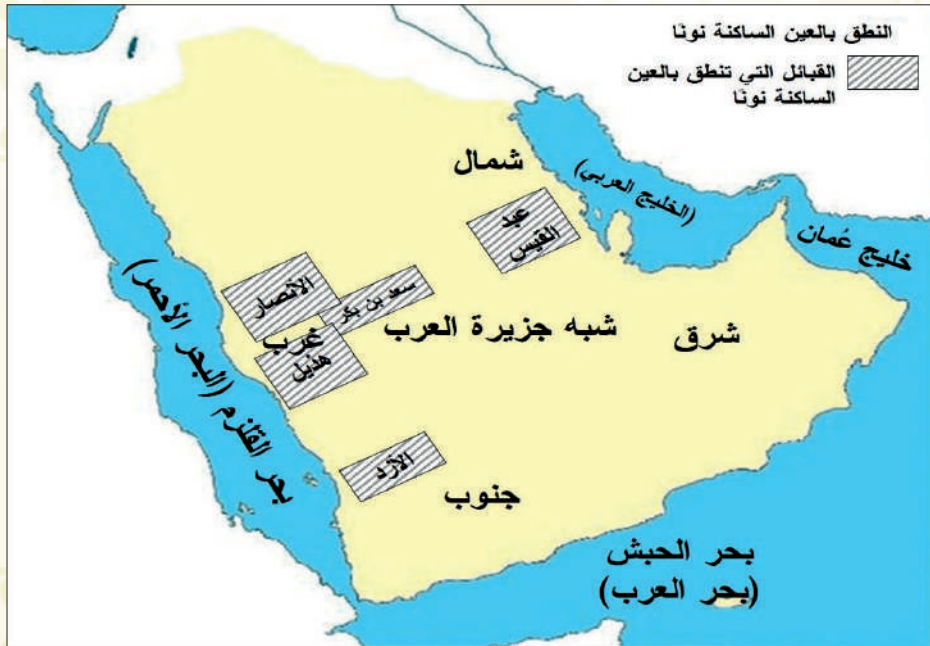 النطق بالعين الساكنة نونًا
القبائل التي تنطق بالعين
الساكنة نونًا
شمال
(الخليج العربي)
خليج عُمان
عبد
القيس
الأنصار
سعد بن بكر
غرب
هذيل
شبه جزيرة العرب
شرق
بحر القلزم (البحر الأحمر)
الأزد
جنوب
بحر الحبش
(بحر العرب)